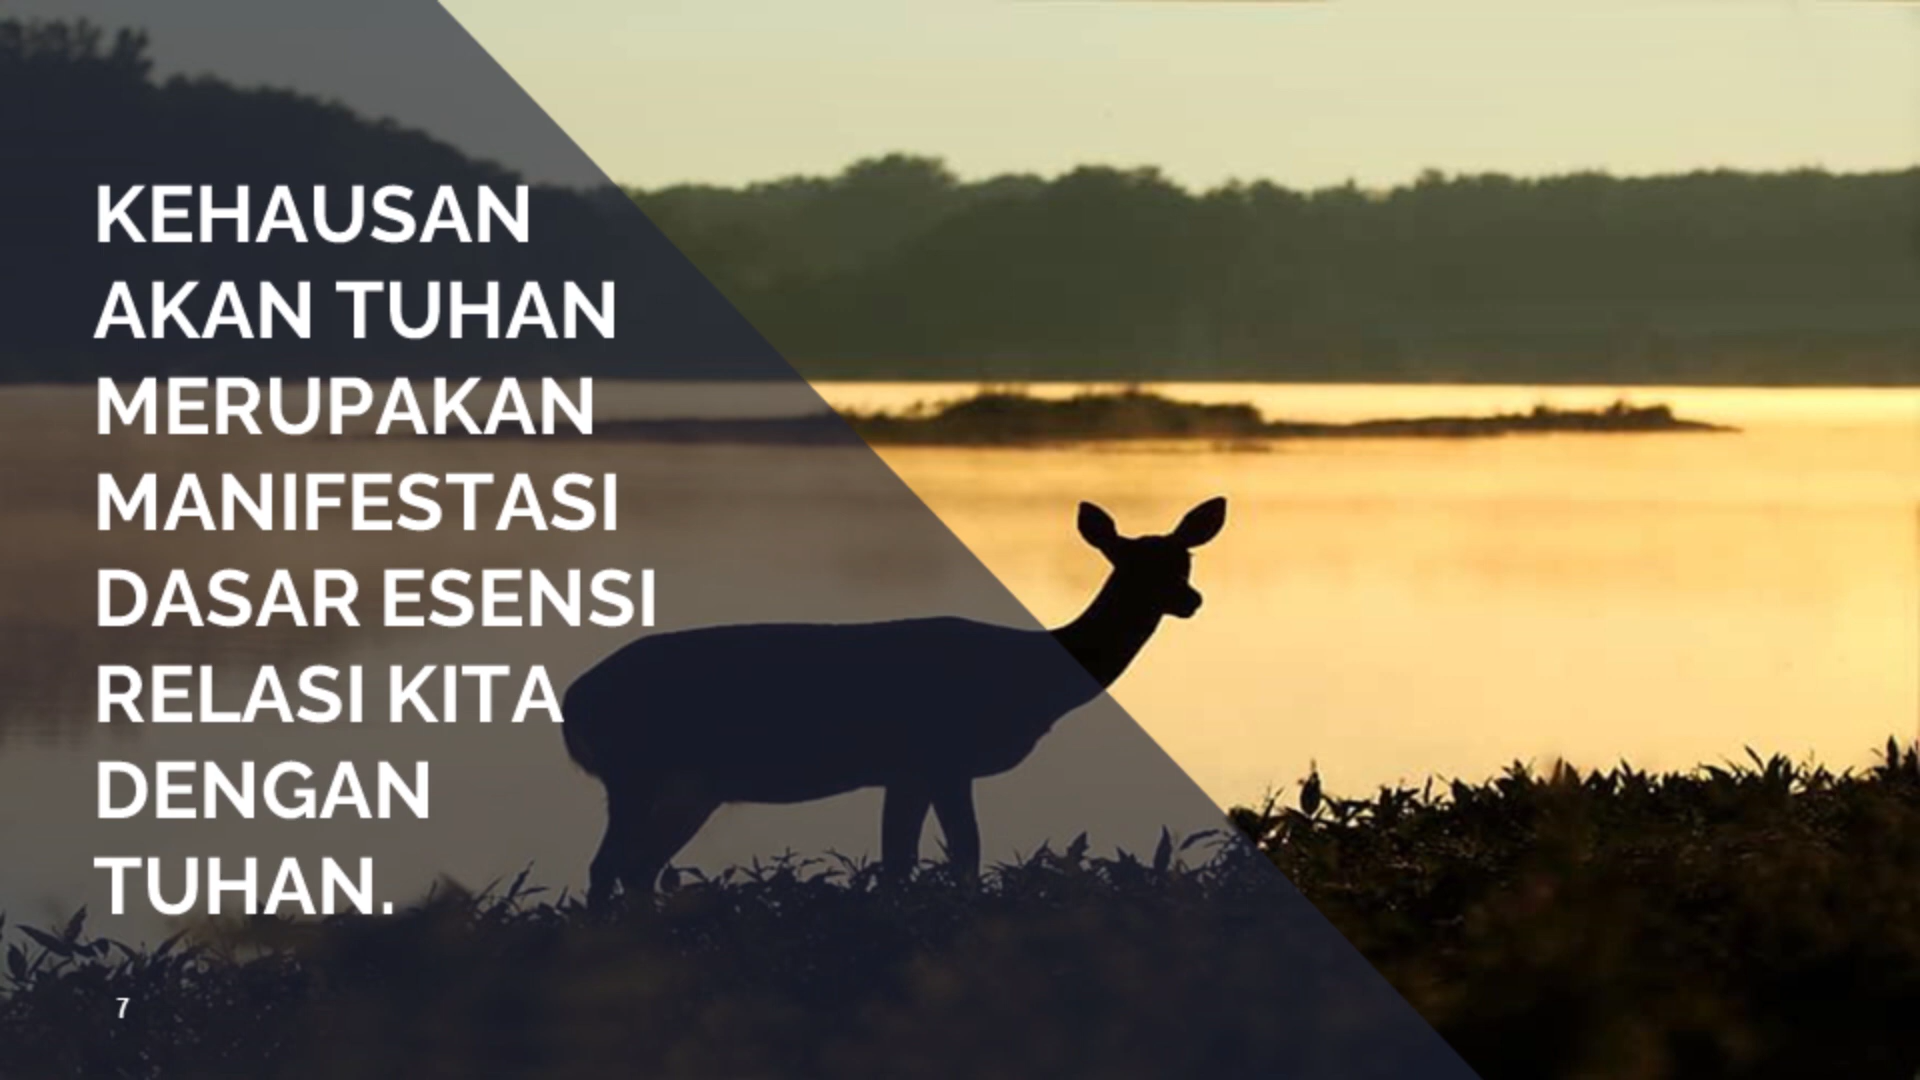 KEHAUSAN
AKAN TUHAN
MERUPAKAN
MANIFESTASI
DASAR ESENSI
RELASI KITA
DENGAN
TUHAN.
7